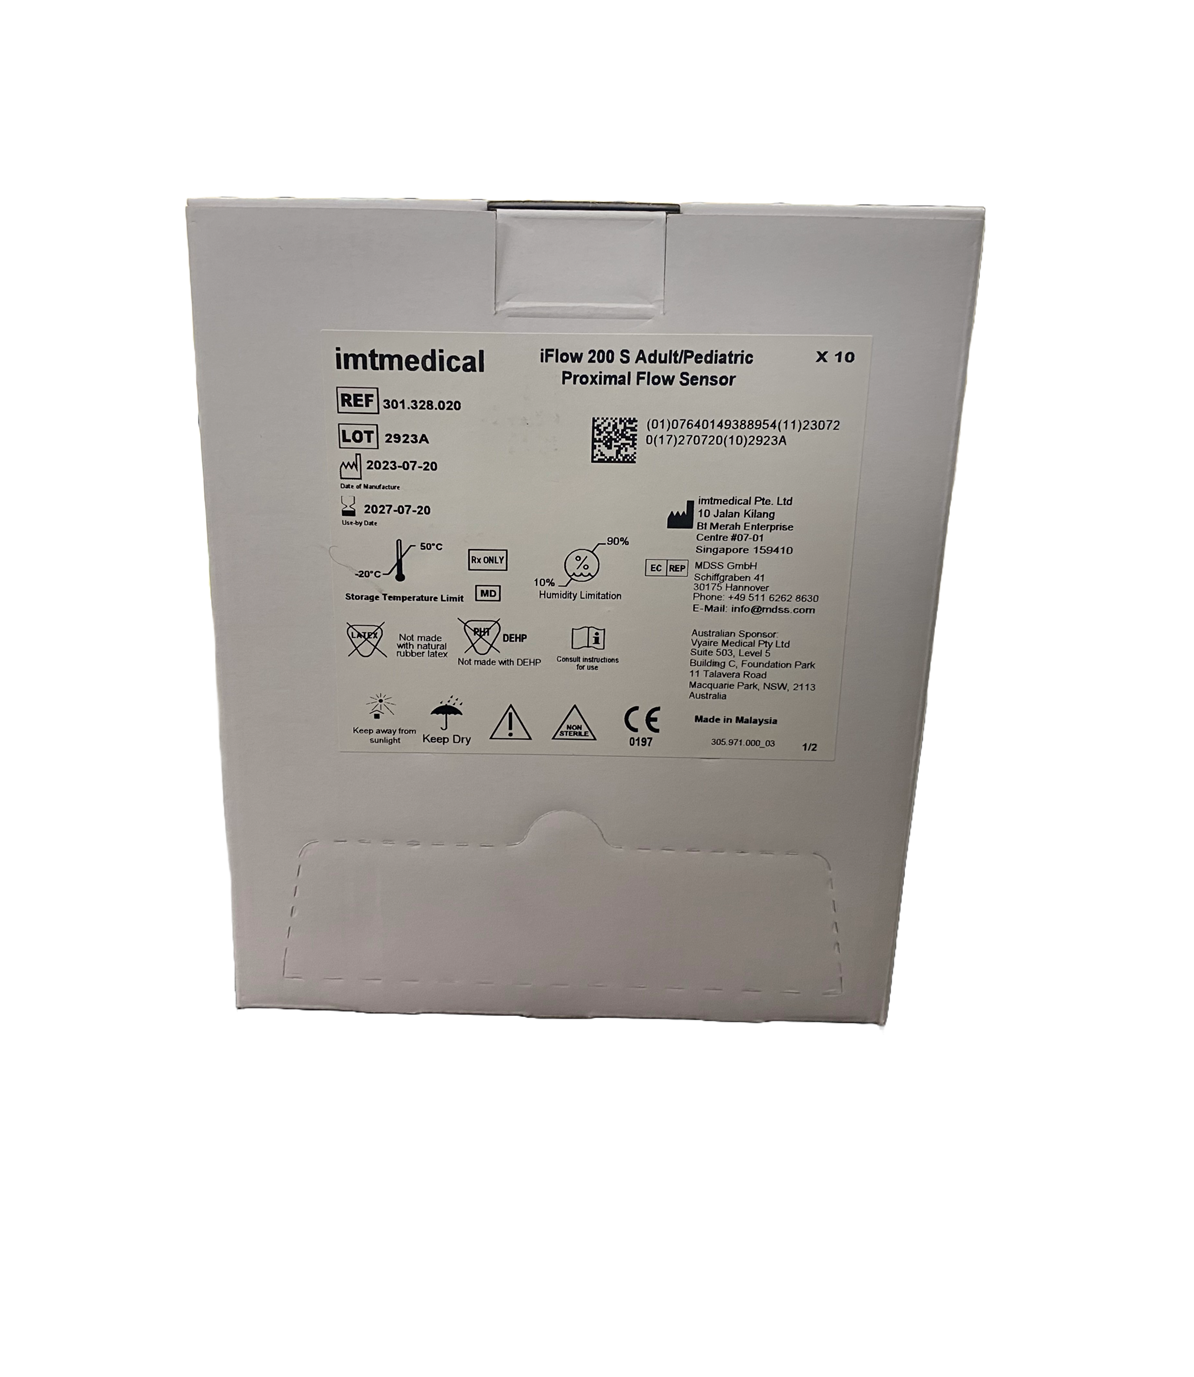 imtmedical
iFlow 200 S Adult/Pediatric
Proximal Flow Sensor
X 10
REF 301.328.020
LOT 2923A
2023-07-20
Date of Manufacture
2027-07-20
Use-by Date
(01)07640149388954(11)23072
0(17)270720(10)2923A
imtmedical Pte. Ltd
10 Jalan Kilang
Bt Merah Enterprise
Centre #07-01
Singapore 159410
50°C
-20°C
Storage Temperature Limit
Rx ONLY
MD
90%
%
10%
Humidity Limitation
EC REP
MDSS GmbH
Schiffgraben 41
30175 Hannover
Phone: +49 511 6262 8630
E-Mail: info@mdss.com
LATEX
Not made
with natural
rubber latex
PHT
DEHP
Not made with DEHP
i
Consult instructions
for use
Australian Sponsor:
Vyaire Medical Pty Ltd
Suite 503, Level 5
Building C, Foundation Park
11 Talavera Road
Macquarie Park, NSW, 2113
Australia
Keep away from
sunlight
Keep Dry
!
NON
STERILE
CE
0197
Made in Malaysia
305.971.000_03
1/2